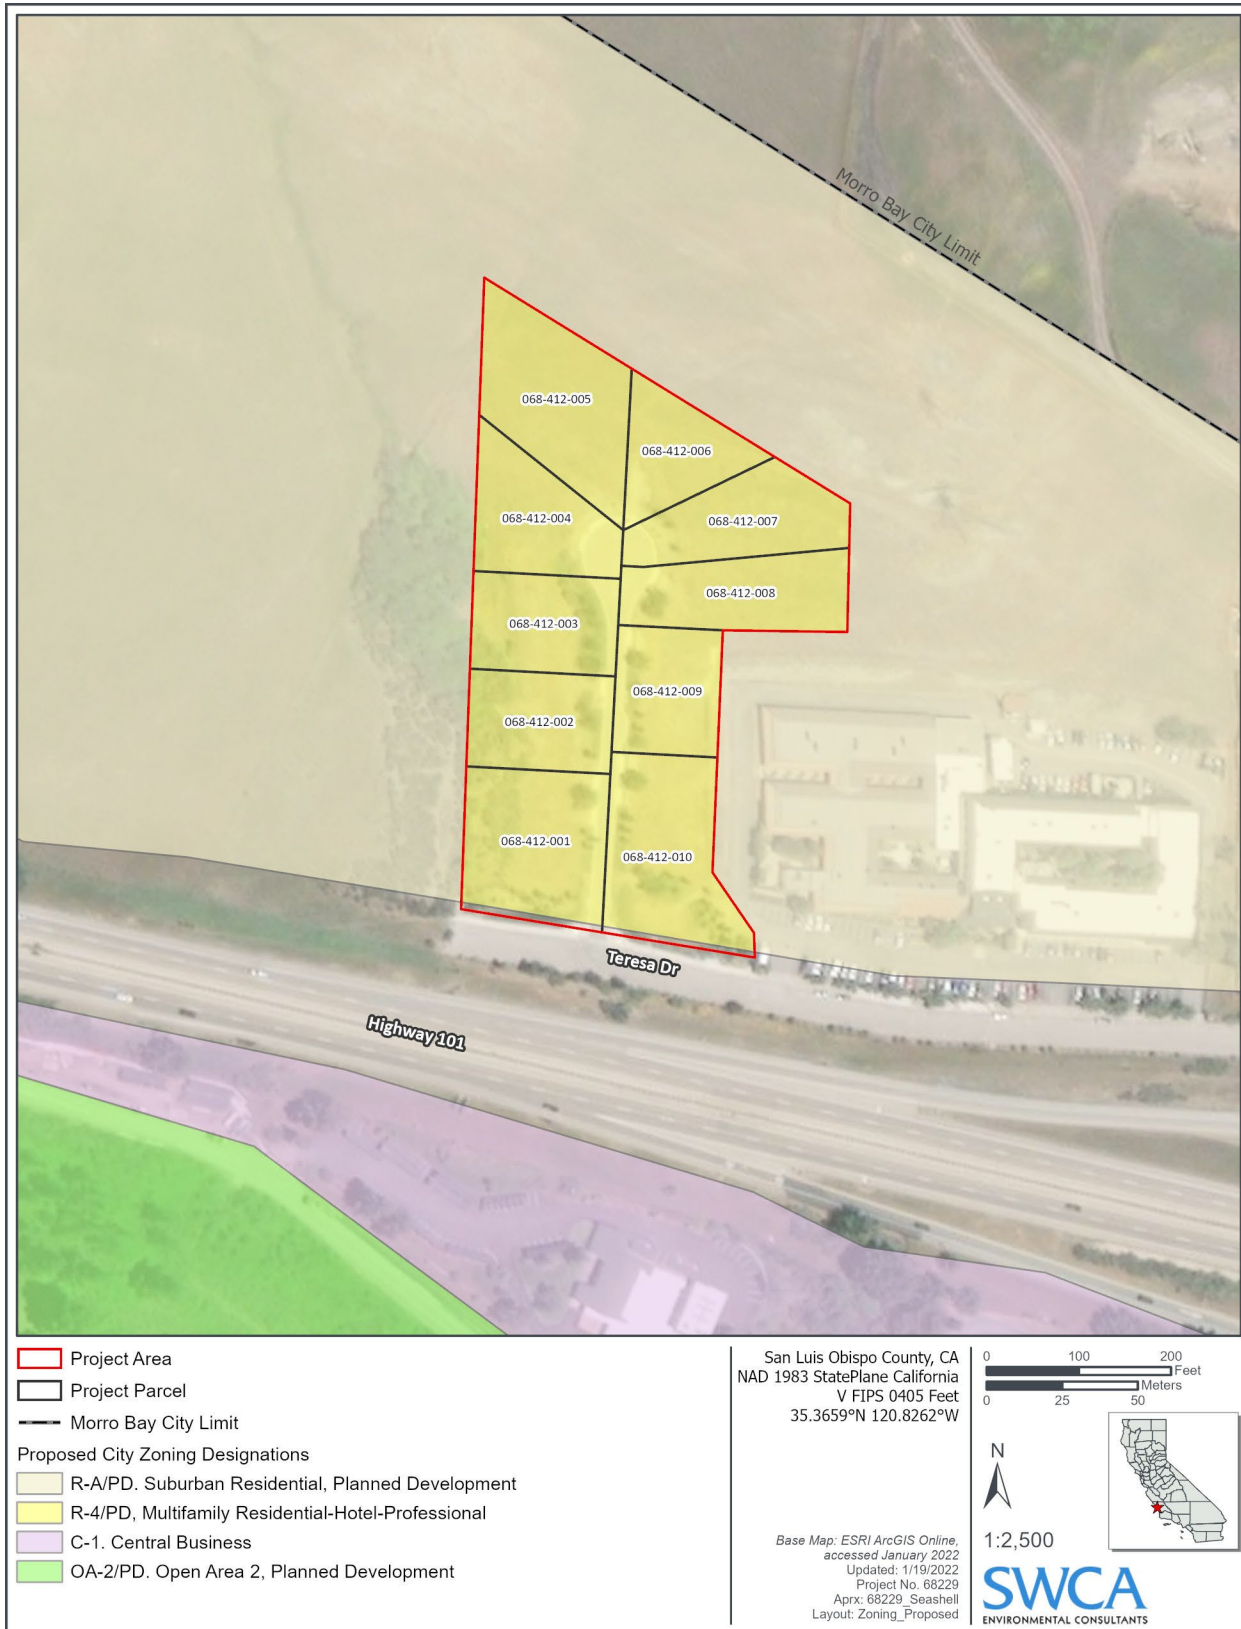 Morro Bay City Limit
068-412-005
068-412-006
068-412-004
068-412-007
068-412-008
068-412-003
068-412-009
068-412-002
068-412-001
068-412-010
Teresa Dr
Highway 101
Project Area
Project Parcel
Morro Bay City Limit
Proposed City Zoning Designations
R-A/PD. Suburban Residential, Planned Development
R-4/PD, Multifamily Residential-Hotel-Professional
C-1. Central Business
OA-2/PD. Open Area 2, Planned Development
San Luis Obispo County, CA
NAD 1983 StatePlane California
V FIPS 0405 Feet
35.3659°N 120.8262°W
Base Map: ESRI ArcGIS Online,
accessed January 2022
Updated: 1/19/2022
Project No. 68229
Aprx: 68229_Seashell
Layout: Zoning_Proposed
0 100 200
Feet
Meters
0 25 50
N
1:2,500
SWCA
ENVIRONMENTAL CONSULTANTS